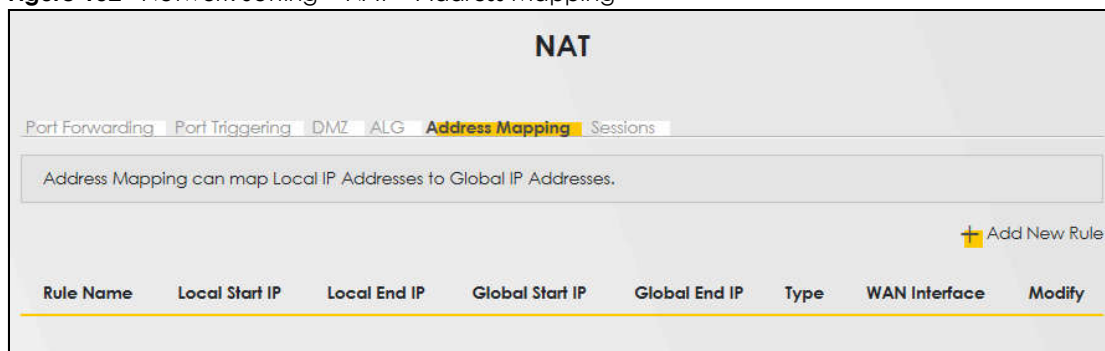 NAT
Port Forwarding Port Triggering DMZ ALG Address Mapping Sessions
Address Mapping can map Local IP Addresses to Global IP Addresses.
+ Add New Rule
Rule Name Local Start IP Local End IP Global Start IP Global End IP Type WAN Interface Modify